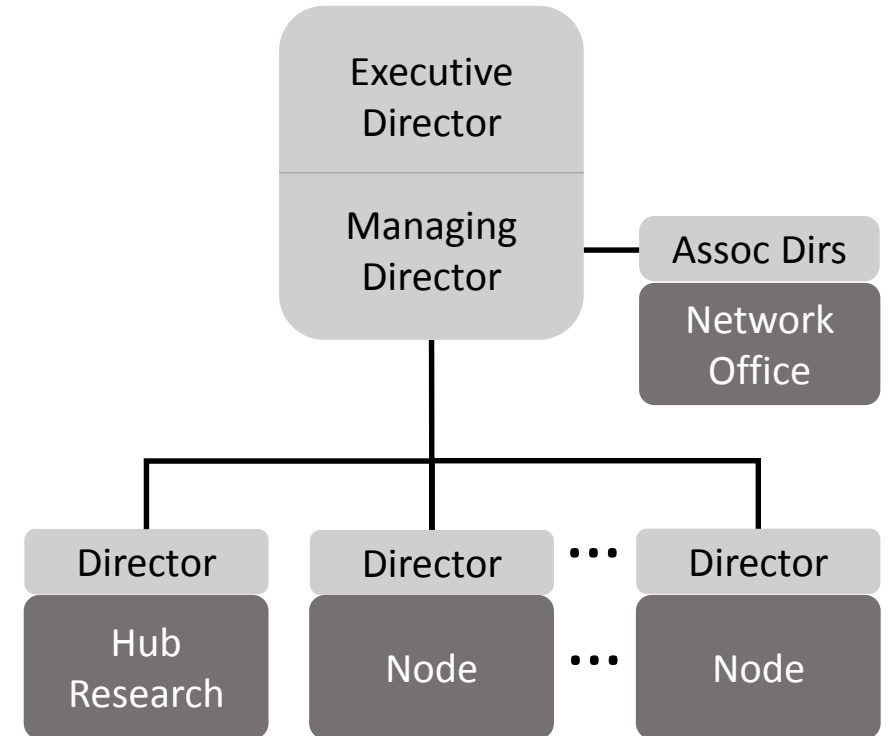 Executive
Director
Managing
Director
Assoc Dirs
Network
Office
Director
Director
...
Director
Hub
Research
Node
...
Node